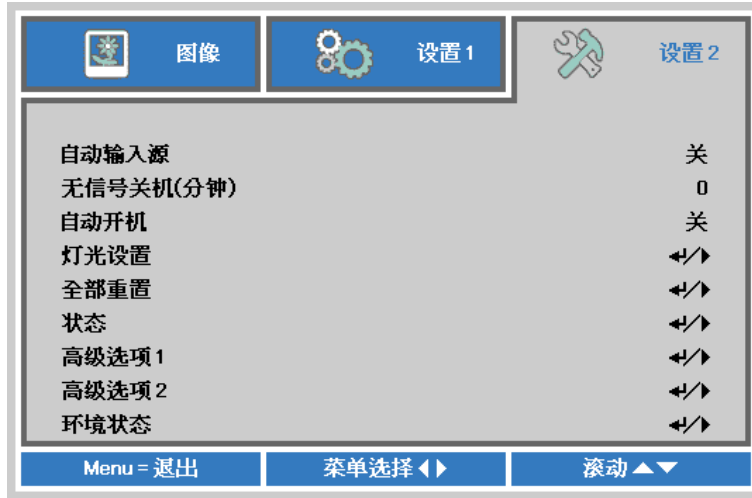 图像 设置1 设置2
自动输入源 关
无信号关机(分钟) 0
自动开机 关
灯光设置 ↵/▶
全部重置 ↵/▶
状态 ↵/▶
高级选项1 ↵/▶
高级选项2 ↵/▶
环境状态 ↵/▶
Menu = 退出 菜单选择◀▶ 滚动▲▼